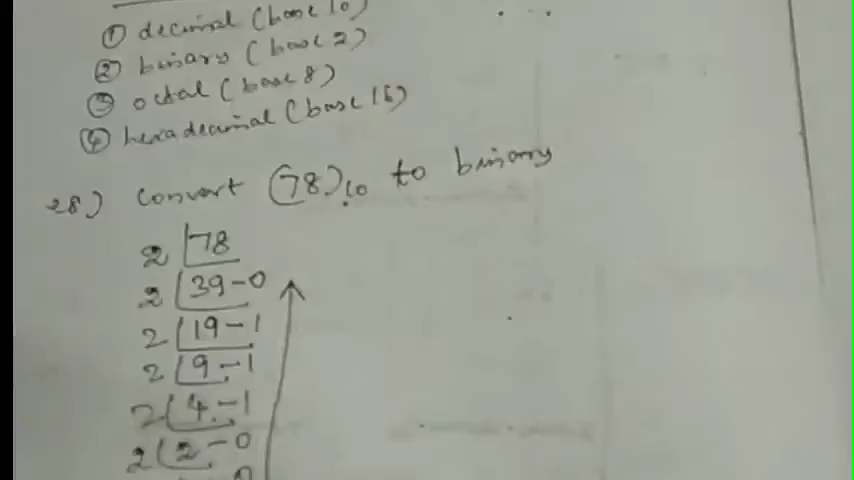 ① decimal (base 10)
② binary (base 2)
③ octal (base 8)
④ hexadecimal (base 16)
28) convert (78)10 to binary
2 78
2 39-0
2 19-1
2 9-1
2 4-1
2 2-0
0